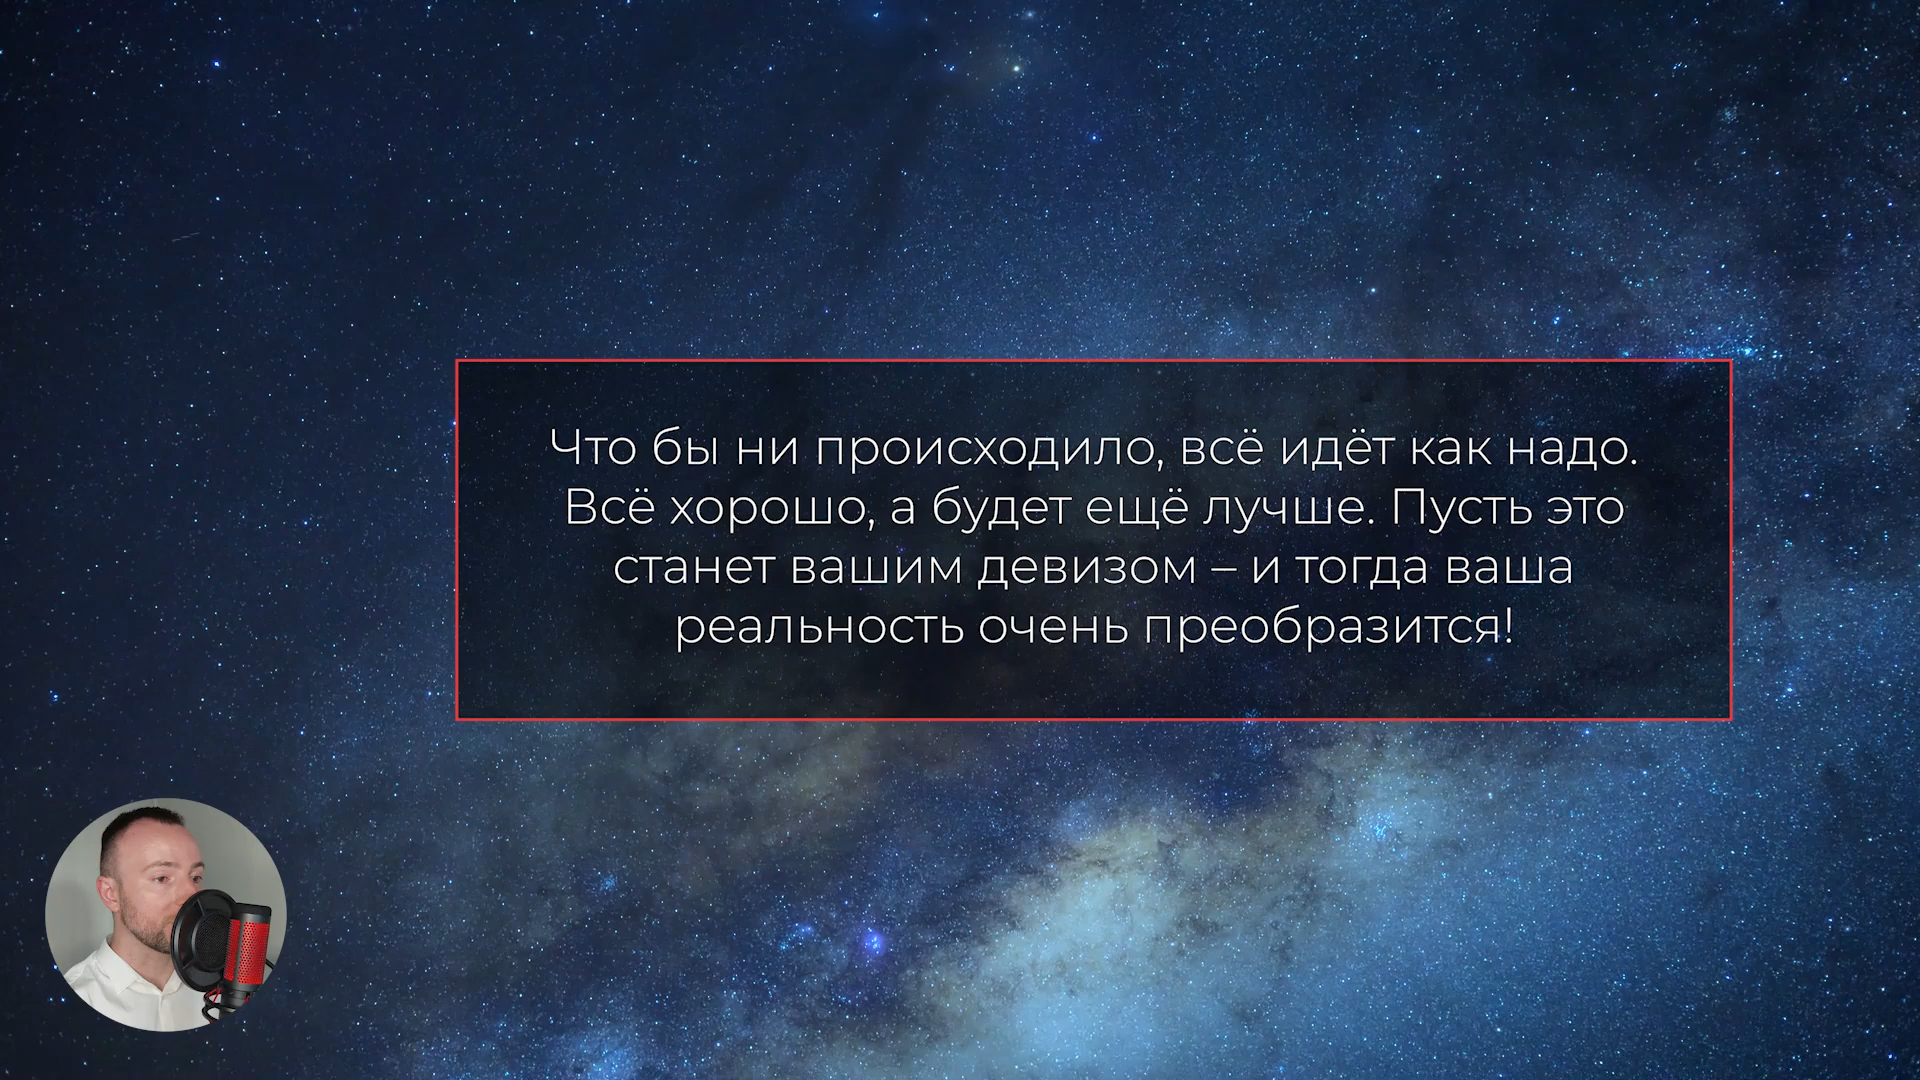 Что бы ни происходило, всё идёт как надо.
Всё хорошо, а будет ещё лучше. Пусть это
станет вашим девизом – и тогда ваша
реальность очень преобразится!